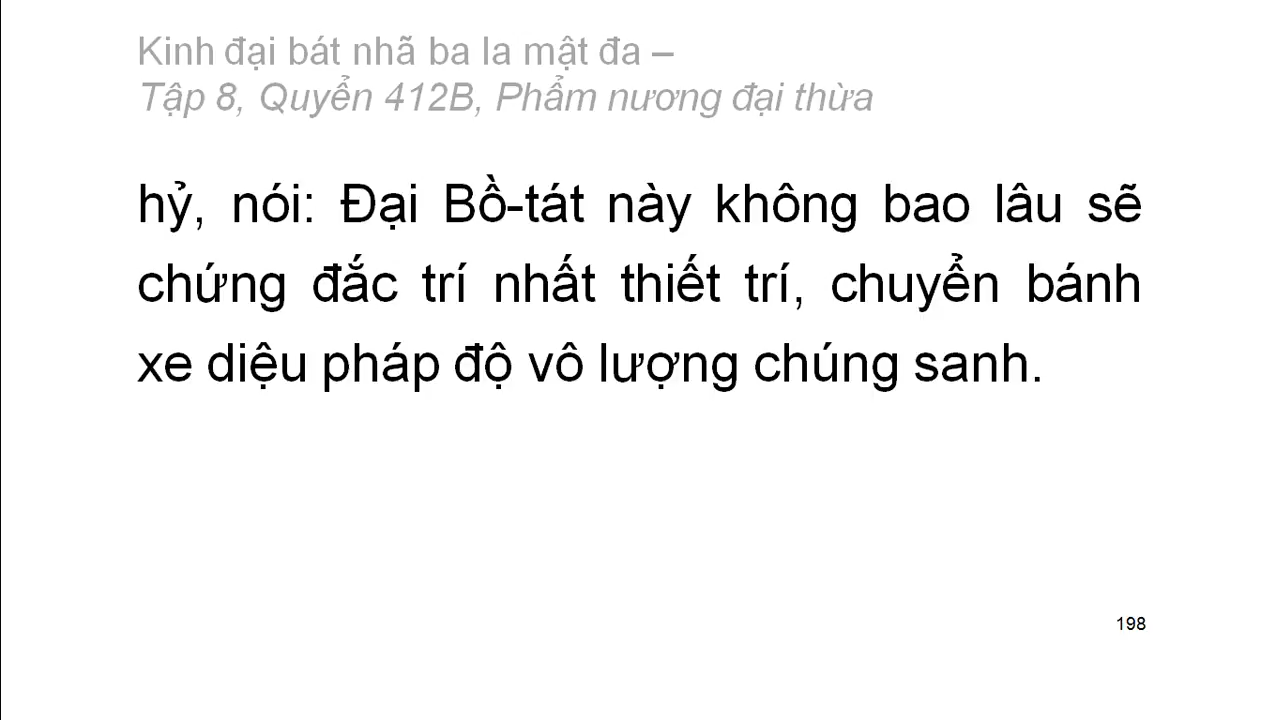 Kinh đại bát nhã ba la mật đa –
Tập 8, Quyển 412B, Phẩm nương đại thừa
hỷ, nói: Đại Bồ-tát này không bao lâu sẽ
chứng đắc trí nhất thiết trí, chuyển bánh
xe diệu pháp độ vô lượng chúng sanh.
198